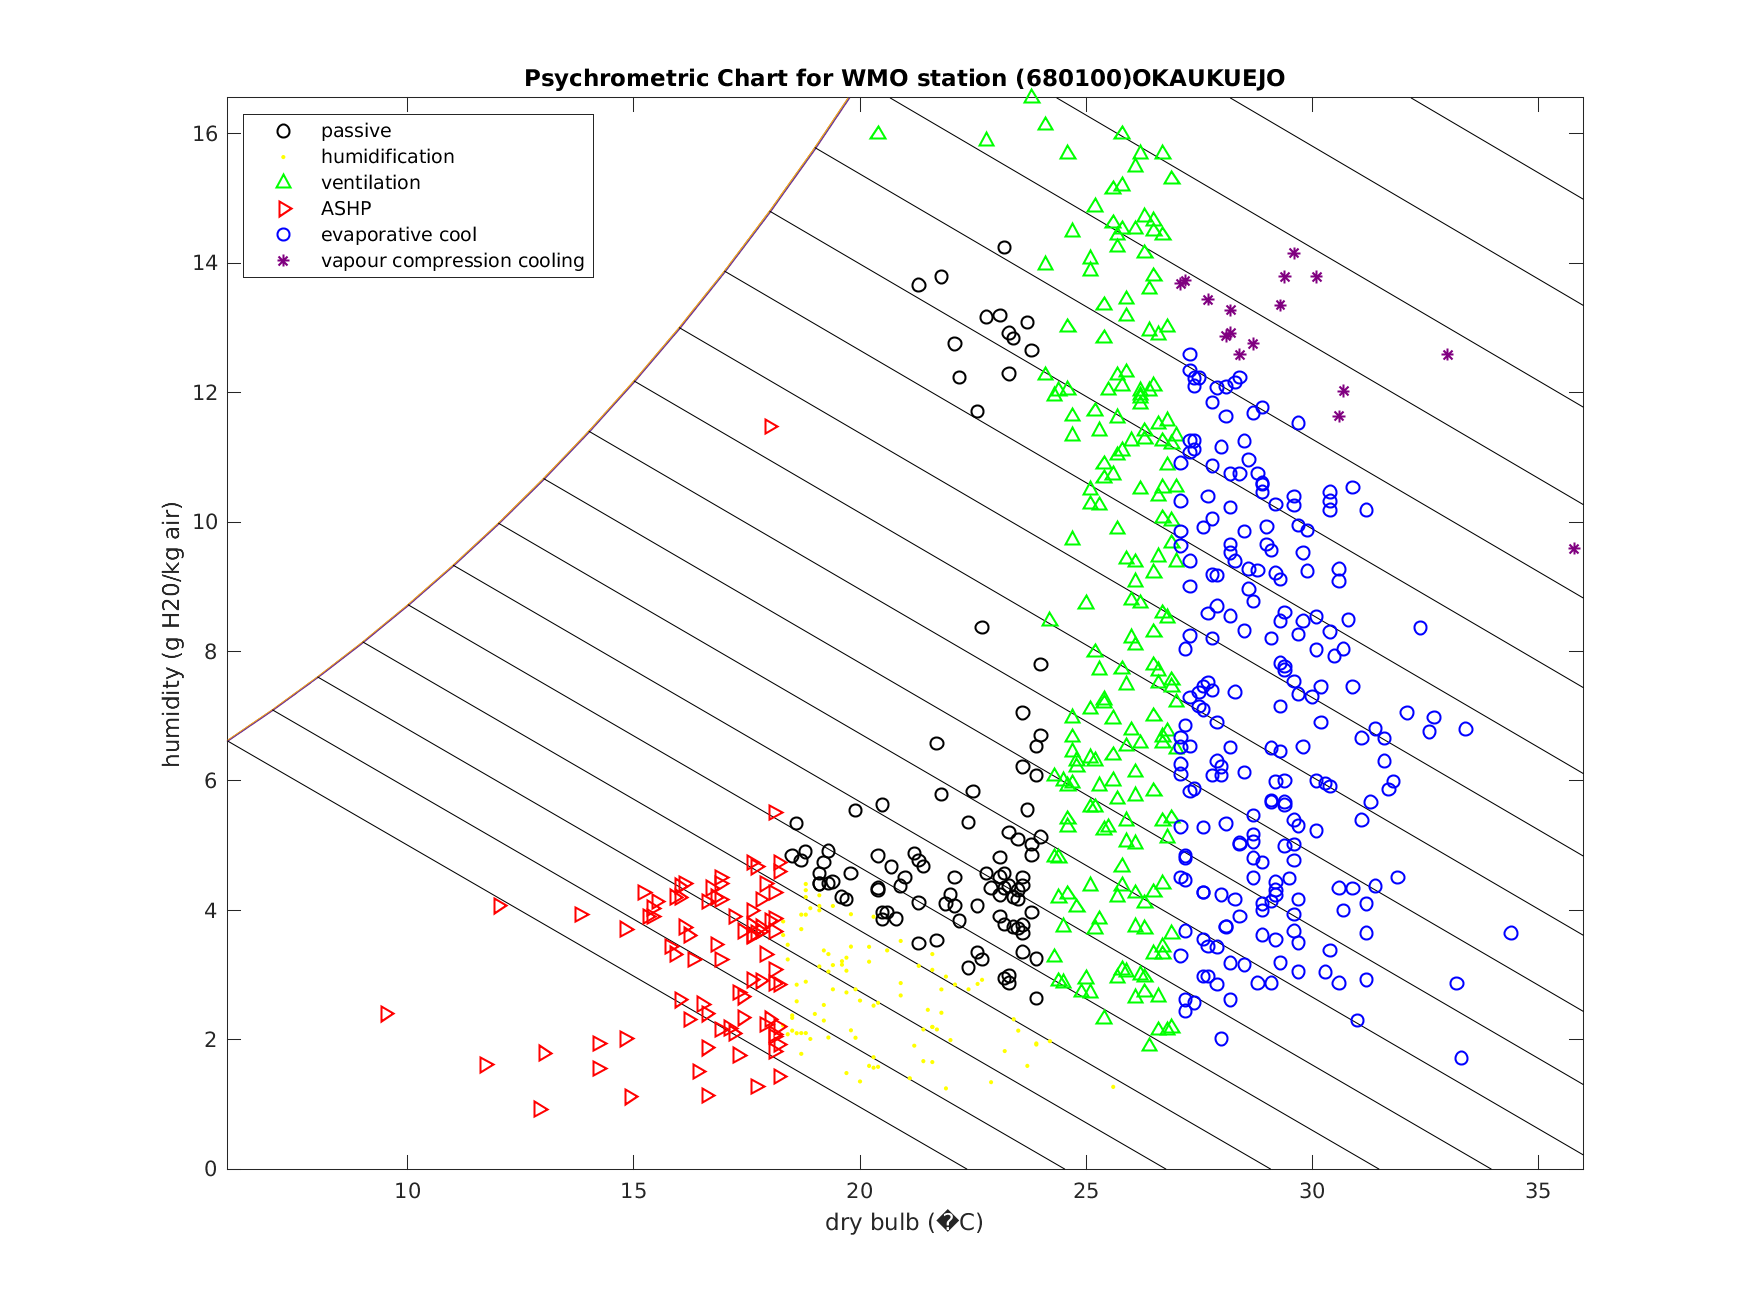 Psychrometric Chart for WMO station (680100)OKAUKUEJO
passive
humidification
ventilation
ASHP
evaporative cool
vapour compression cooling
16
14
12
10
8
6
4
2
0
humidity (g H20/kg air)
10 15 20 25 30 35
dry bulb (�C)